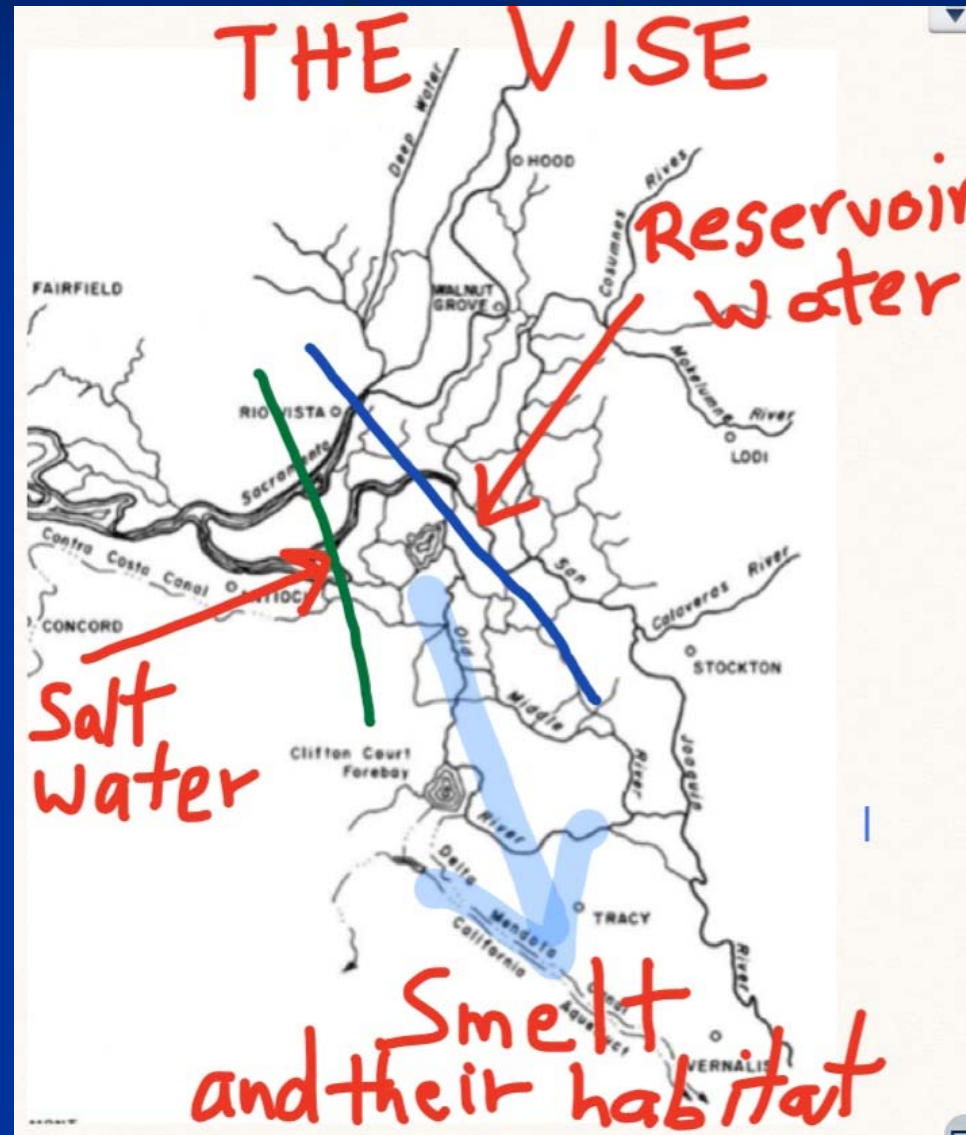 THE VISE
Deep Water
HOOD
Cosumnes River
Reservoir
water
FAIRFIELD
WALNUT
GROVE
Mokelumne River
LODI
RIO VISTA
Sacramento
Contra Costa Canal
ANTIOCH
CONCORD
San
Joaquin
River
Calaveras River
STOCKTON
Salt
water
Old
River
Middle
River
Clifton Court
Forebay
Delta
Mendota
Canal
California
Aqueduct
TRACY
VERNALIS
Smelt
and their habitat